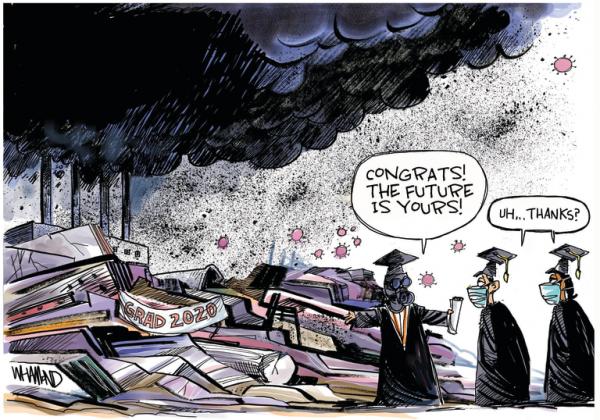 CONGRATS!
THE FUTURE
IS YOURS!
UH...THANKS?
GRAD 2020
WHAMOND